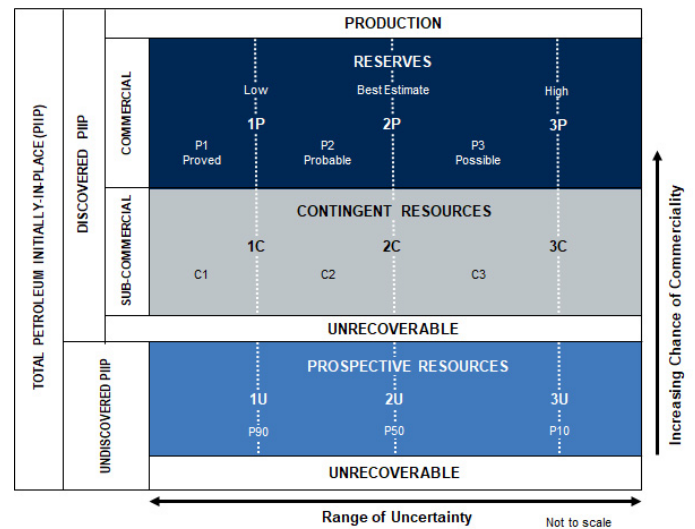 TOTAL PETROLEUM INITIALLY-IN-PLACE (PIIP)
DISCOVERED PIIP
UNDISCOVERED PIIP
COMMERCIAL
SUB-COMMERCIAL
PRODUCTION
RESERVES
Low Best Estimate High
1P 2P 3P
P1 P2 P3
Proved Probable Possible
CONTINGENT RESOURCES
1C 2C 3C
C1 C2 C3
UNRECOVERABLE
PROSPECTIVE RESOURCES
1U 2U 3U
P90 P50 P10
UNRECOVERABLE
Increasing Chance of Commerciality
Range of Uncertainty
Not to scale